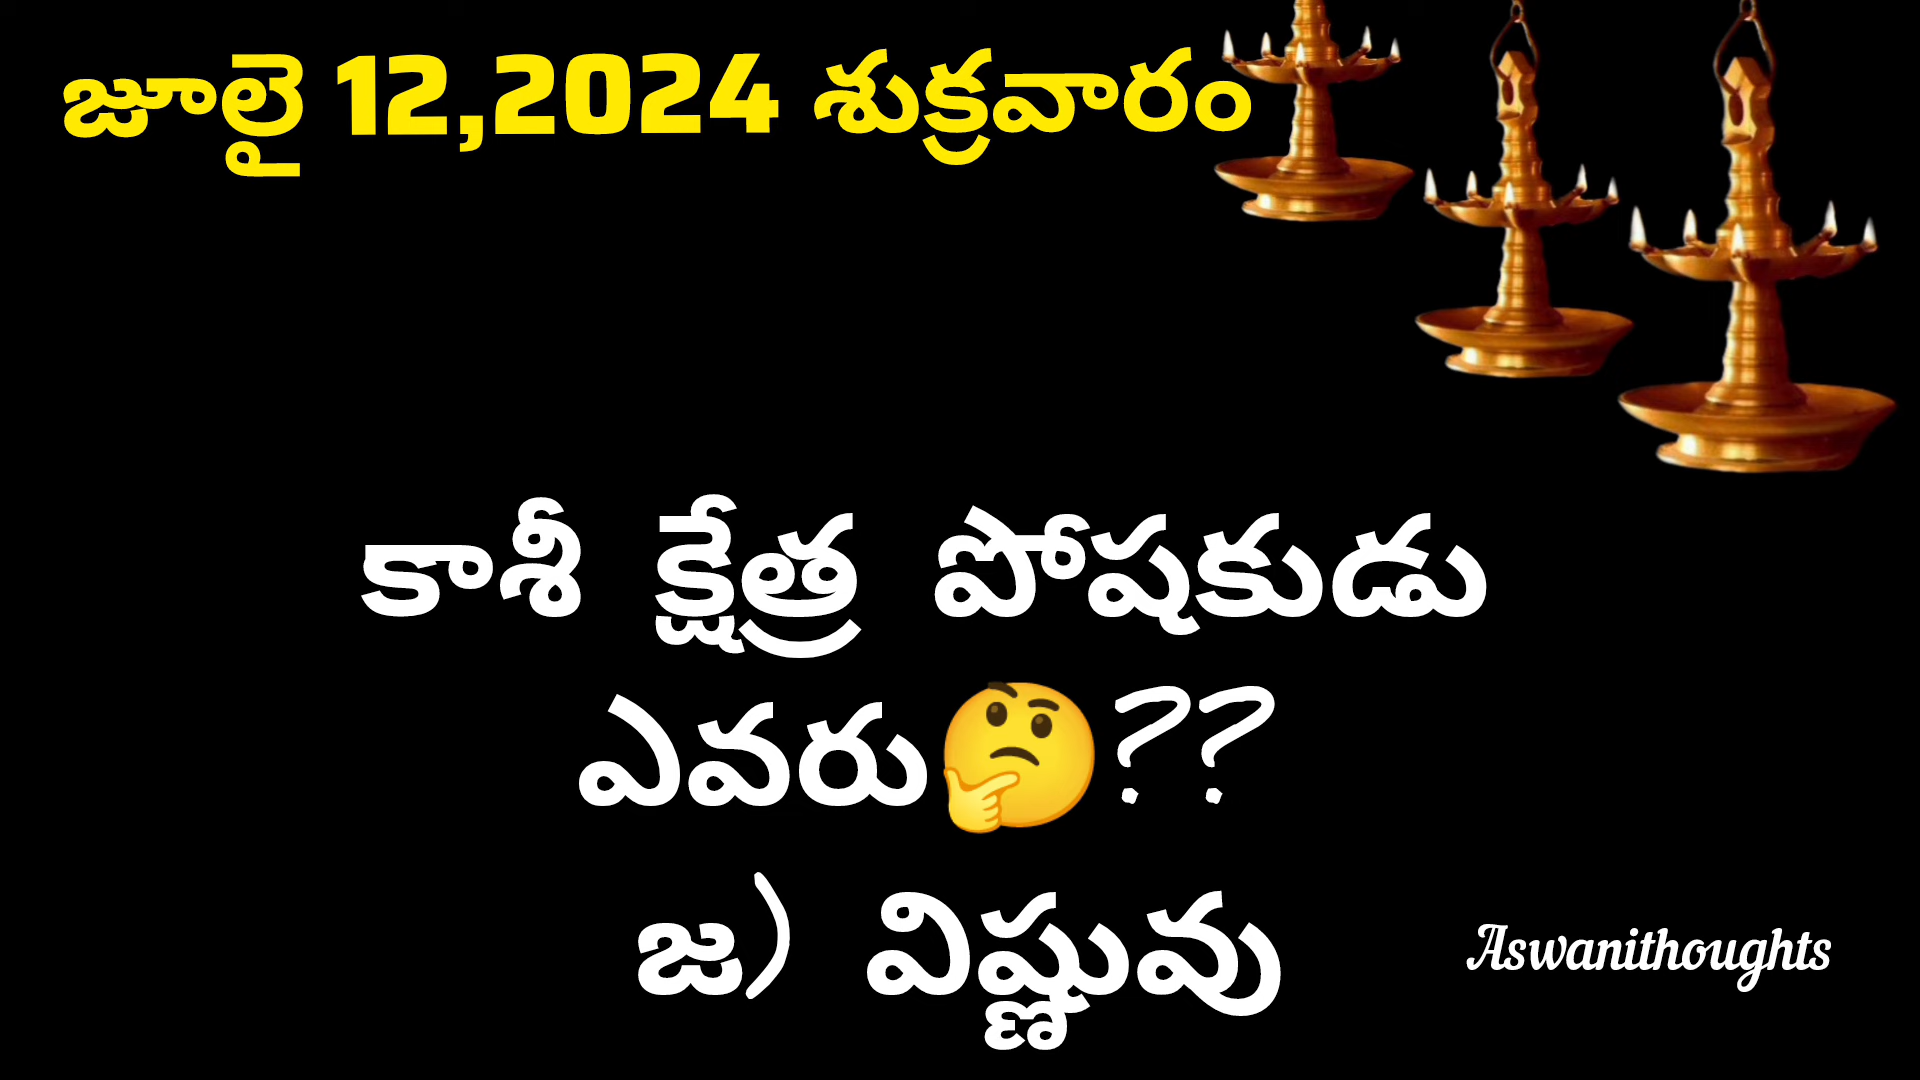 జూలై 12,2024 శుక్రవారం
కాశీ క్షేత్ర పోషకుడు
ఎవరు🤔??
జ) విష్ణువు
Aswanithoughts